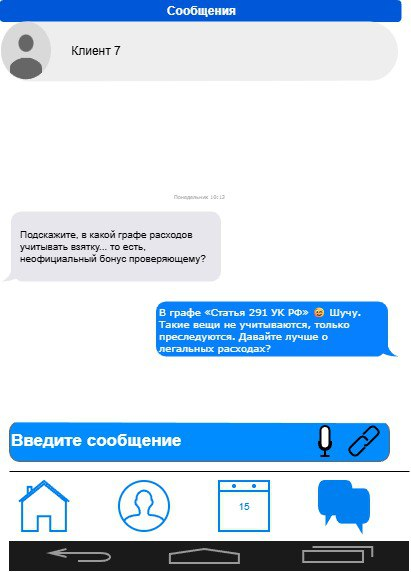 Сообщения
Клиент 7
Понедельник 10:13
Подскажите, в какой графе расходов
учитывать взятку... то есть,
неофициальный бонус проверяющему?
В графе «Статья 291 УК РФ» 😅 Шучу.
Такие вещи не учитываются, только
преследуются. Давайте лучше о
легальных расходах?
Введите сообщение
15